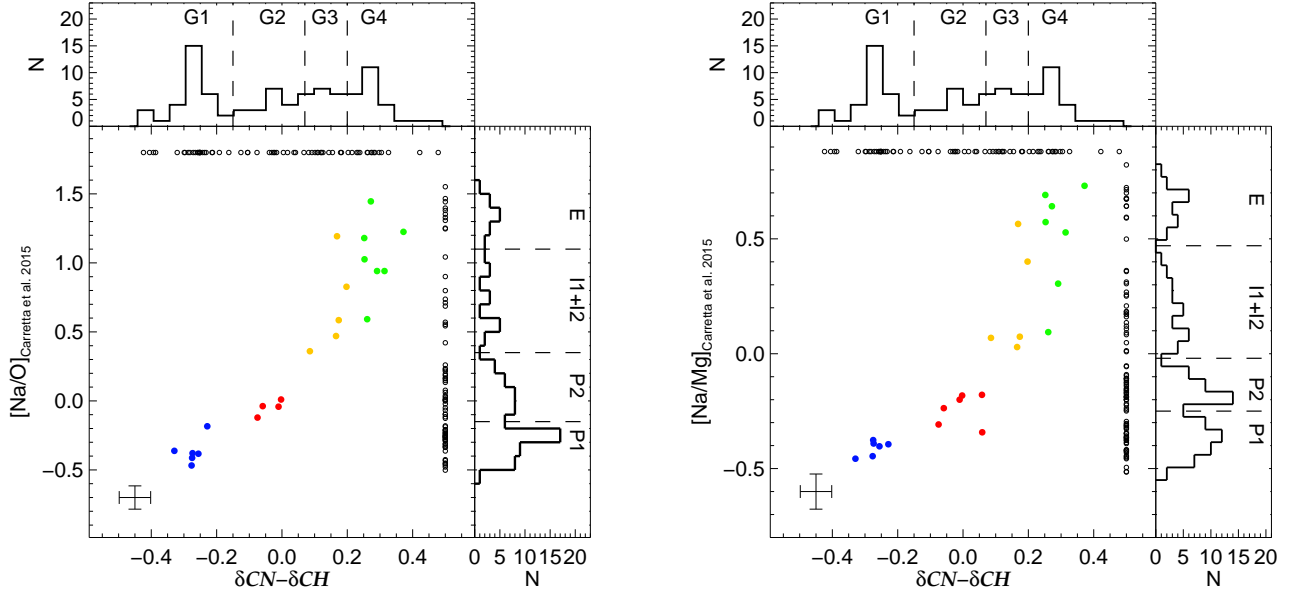 G1 G2 G3 G4
20
15
10
5
0
N
1.5
1.0
0.5
0.0
−0.5
[Na/O]Carretta et al. 2015
E
I1+I2
P2
P1
−0.4 −0.2 0.0 0.2 0.4
δCN−δCH
0 5 10 15 20
N
G1 G2 G3 G4
20
15
10
5
0
N
0.5
0.0
−0.5
[Na/Mg]Carretta et al. 2015
E
I1+I2
P2
P1
−0.4 −0.2 0.0 0.2 0.4
δCN−δCH
0 5 10 15 20
N